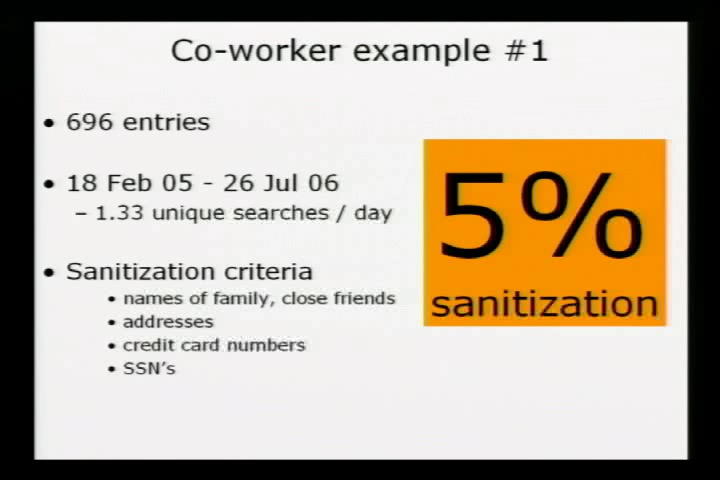 Co-worker example #1
• 696 entries
• 18 Feb 05 - 26 Jul 06
– 1.33 unique searches / day
• Sanitization criteria
• names of family, close friends
• addresses
• credit card numbers
• SSN's
5%
sanitization